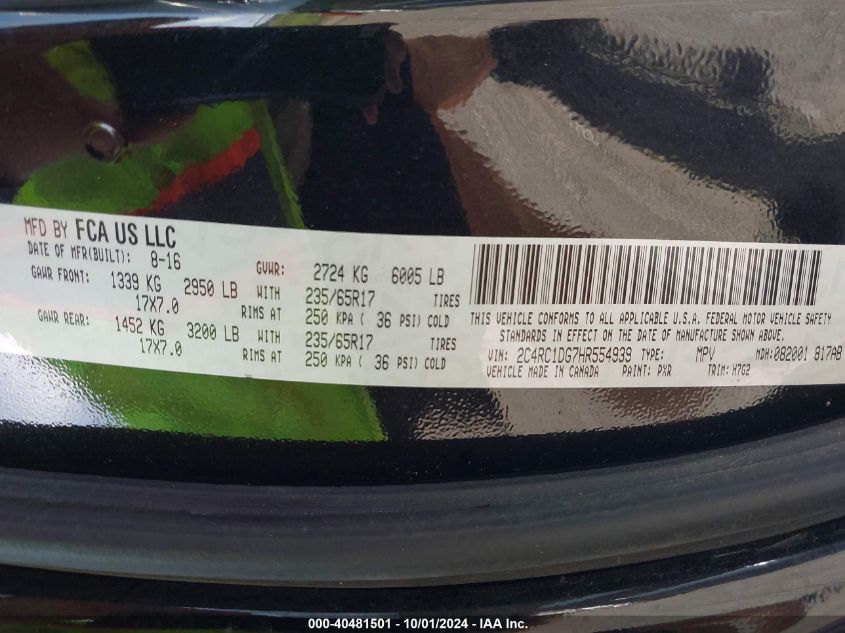 MFD BY FCA US LLC
DATE OF MFR(BUILT): 8-16 GVWR: 2724 KG 6005 LB
GAWR FRONT: 1339 KG 2950 LB WITH 235/65R17 TIRES
17X7.0 RIMS AT 250 KPA ( 36 PSI) COLD
GAWR REAR: 1452 KG 3200 LB WITH 235/65R17 TIRES
17X7.0 RIMS AT 250 KPA ( 36 PSI) COLD
THIS VEHICLE CONFORMS TO ALL APPLICABLE U.S.A. FEDERAL MOTOR VEHICLE SAFETY
STANDARDS IN EFFECT ON THE DATE OF MANUFACTURE SHOWN ABOVE.
VIN: 2C4RC1DG7HR554939 TYPE: MPV MDH:082001 817AB
VEHICLE MADE IN CANADA PAINT: PXR TRIM: H7G2
000-40481501 - 10/01/2024 - IAA Inc.